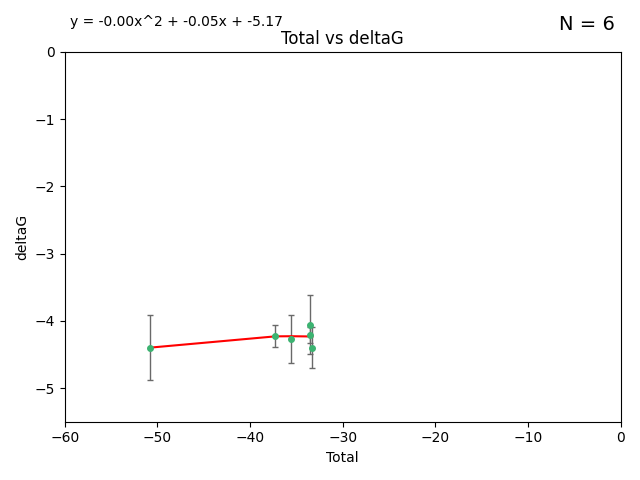 y = -0.00x^2 + -0.05x + -5.17
N = 6
Total vs deltaG
0
−1
−2
−3
−4
−5
deltaG
−60
−50
−40
−30
−20
−10
0
Total